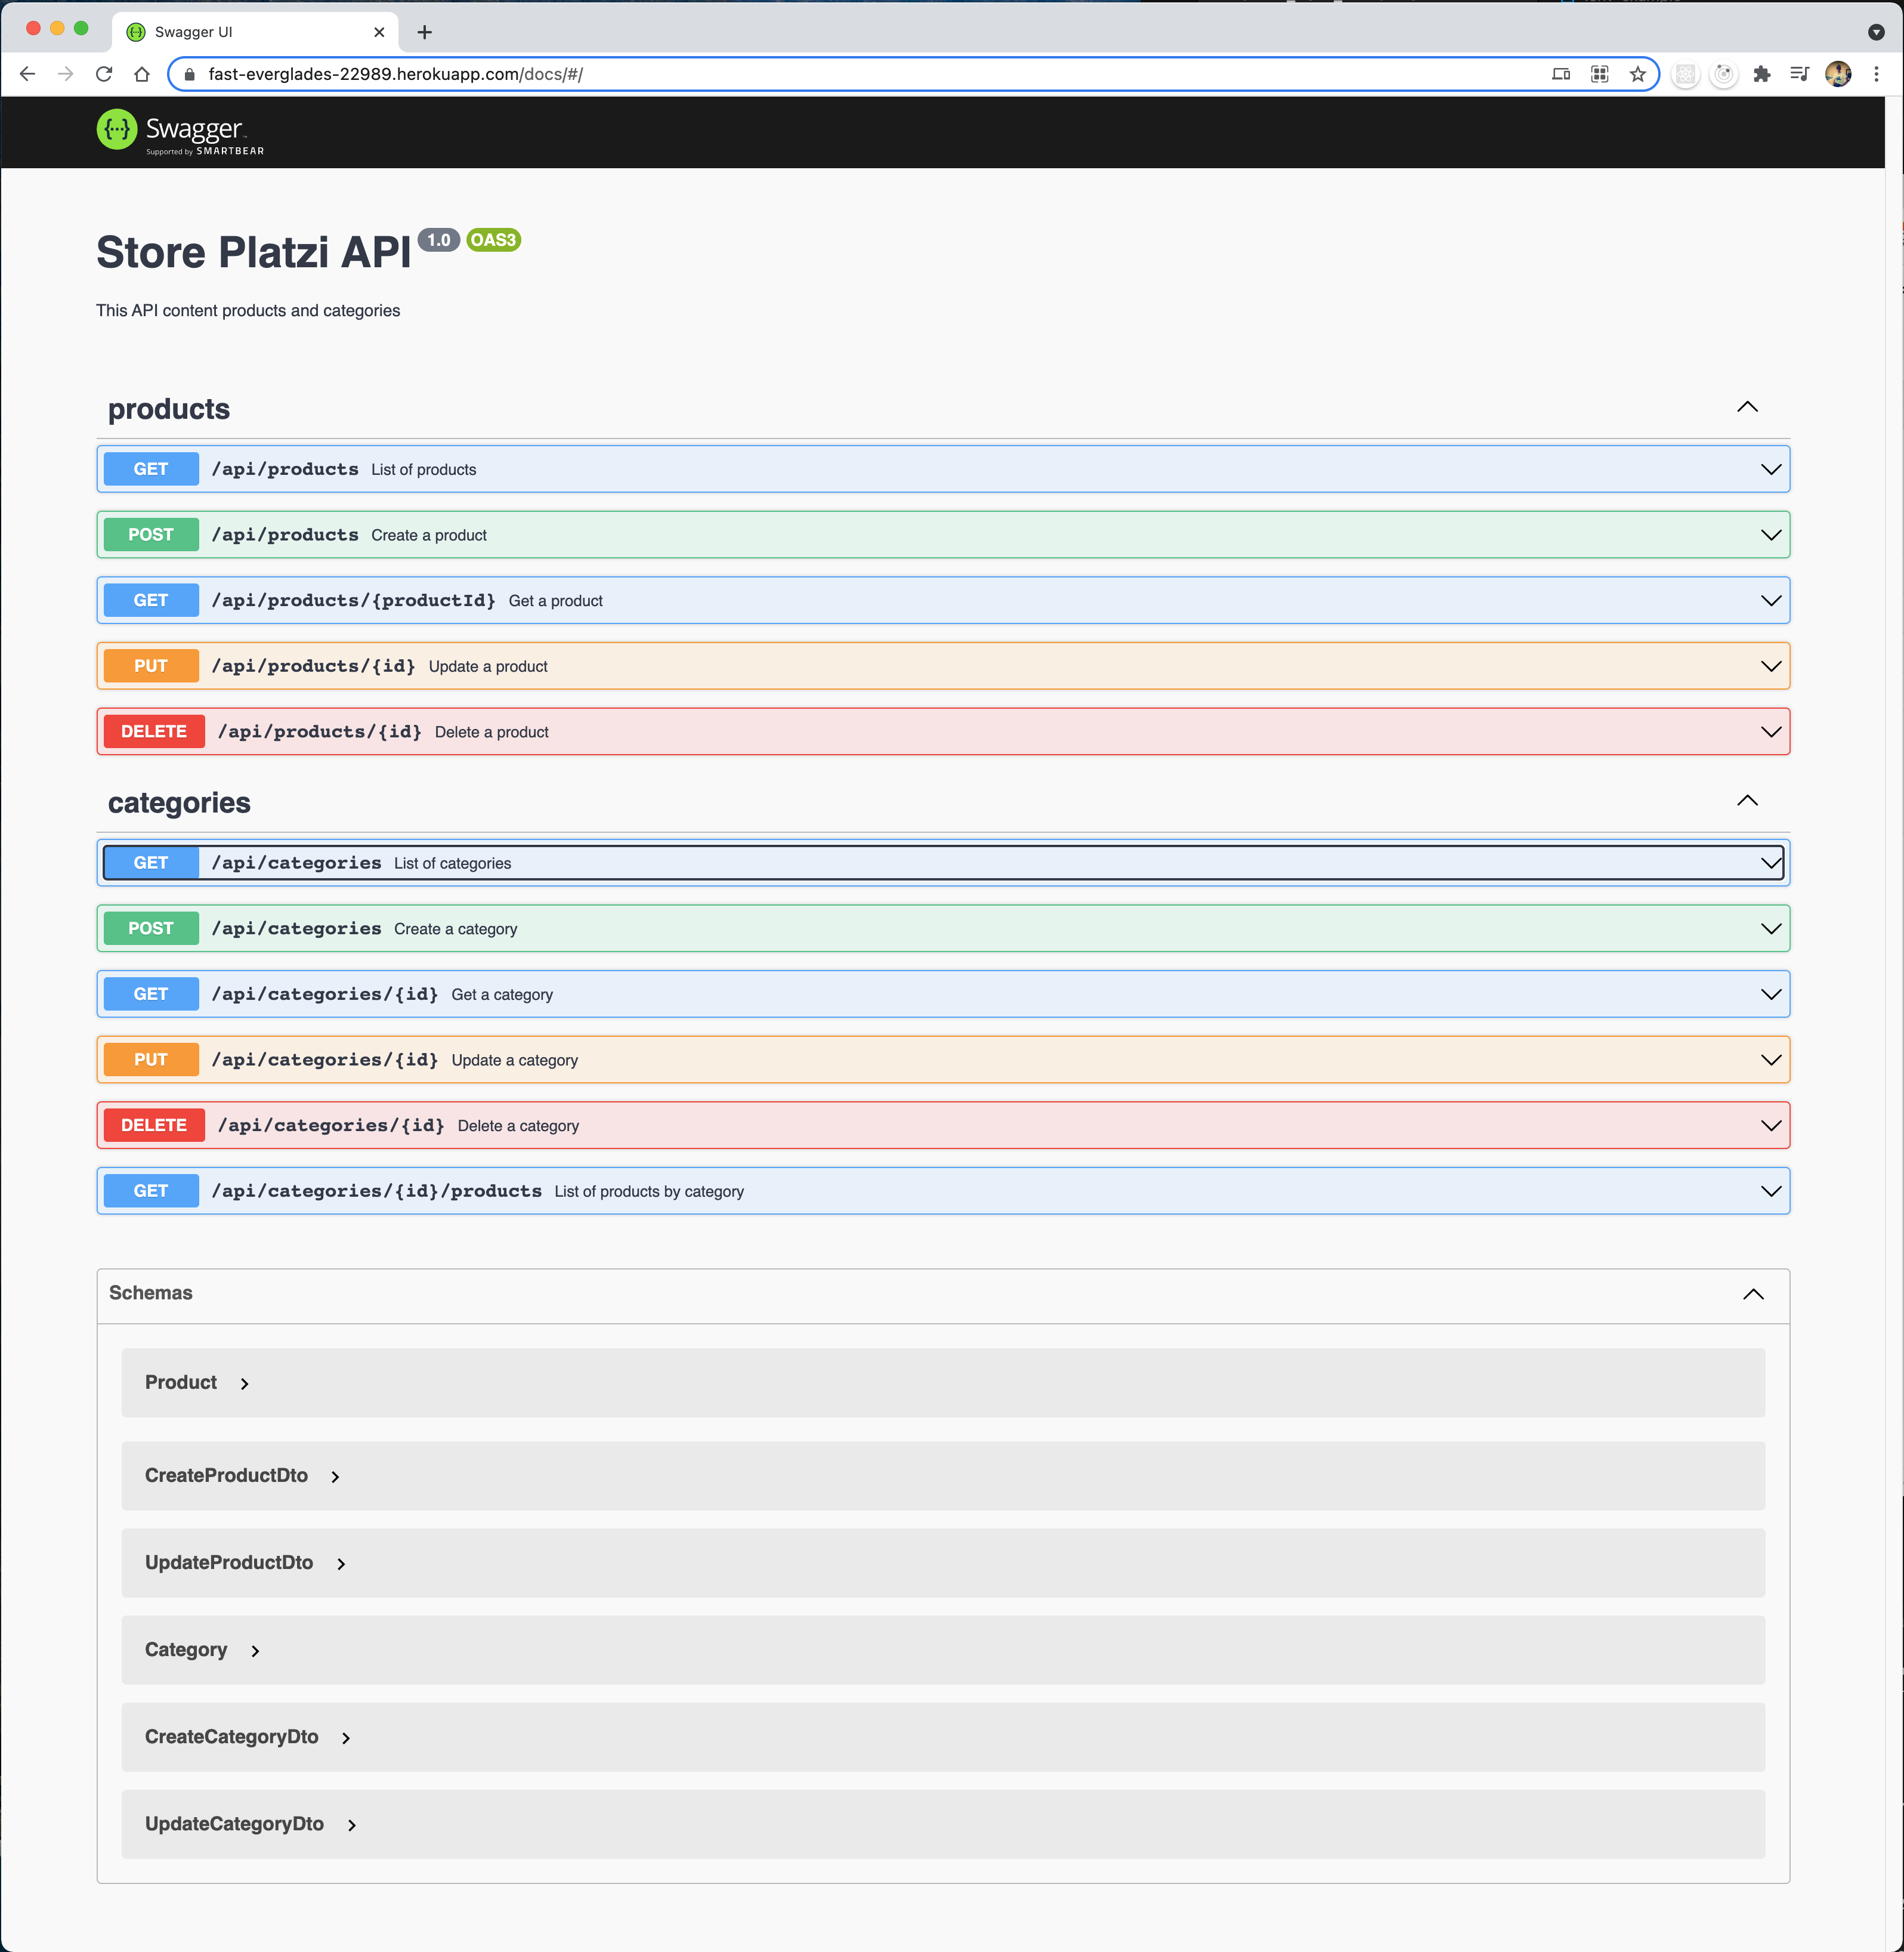 Swagger UI
fast-everglades-22989.herokuapp.com/docs/#/
Swagger
Supported by SMARTBEAR
Store Platzi API 1.0 OAS3
This API content products and categories
products
GET /api/products List of products
POST /api/products Create a product
GET /api/products/{productId} Get a product
PUT /api/products/{id} Update a product
DELETE /api/products/{id} Delete a product
categories
GET /api/categories List of categories
POST /api/categories Create a category
GET /api/categories/{id} Get a category
PUT /api/categories/{id} Update a category
DELETE /api/categories/{id} Delete a category
GET /api/categories/{id}/products List of products by category
Schemas
Product
CreateProductDto
UpdateProductDto
Category
CreateCategoryDto
UpdateCategoryDto